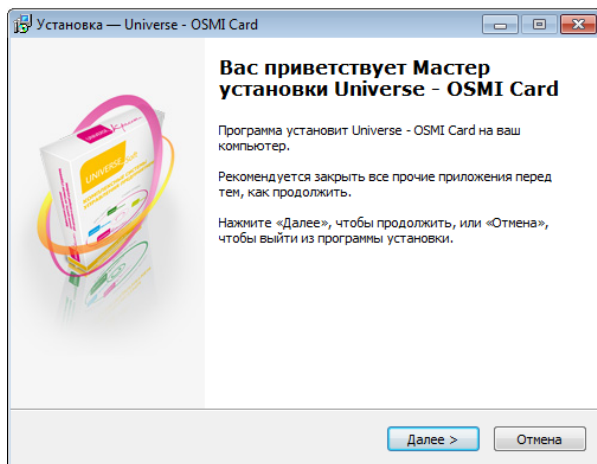 Установка — Universe - OSMI Card
Вас приветствует Мастер
установки Universe - OSMI Card
Программа установит Universe - OSMI Card на ваш
компьютер.
Рекомендуется закрыть все прочие приложения перед
тем, как продолжить.
Нажмите «Далее», чтобы продолжить, или «Отмена»,
чтобы выйти из программы установки.
UNIVERSE
Далее >
Отмена